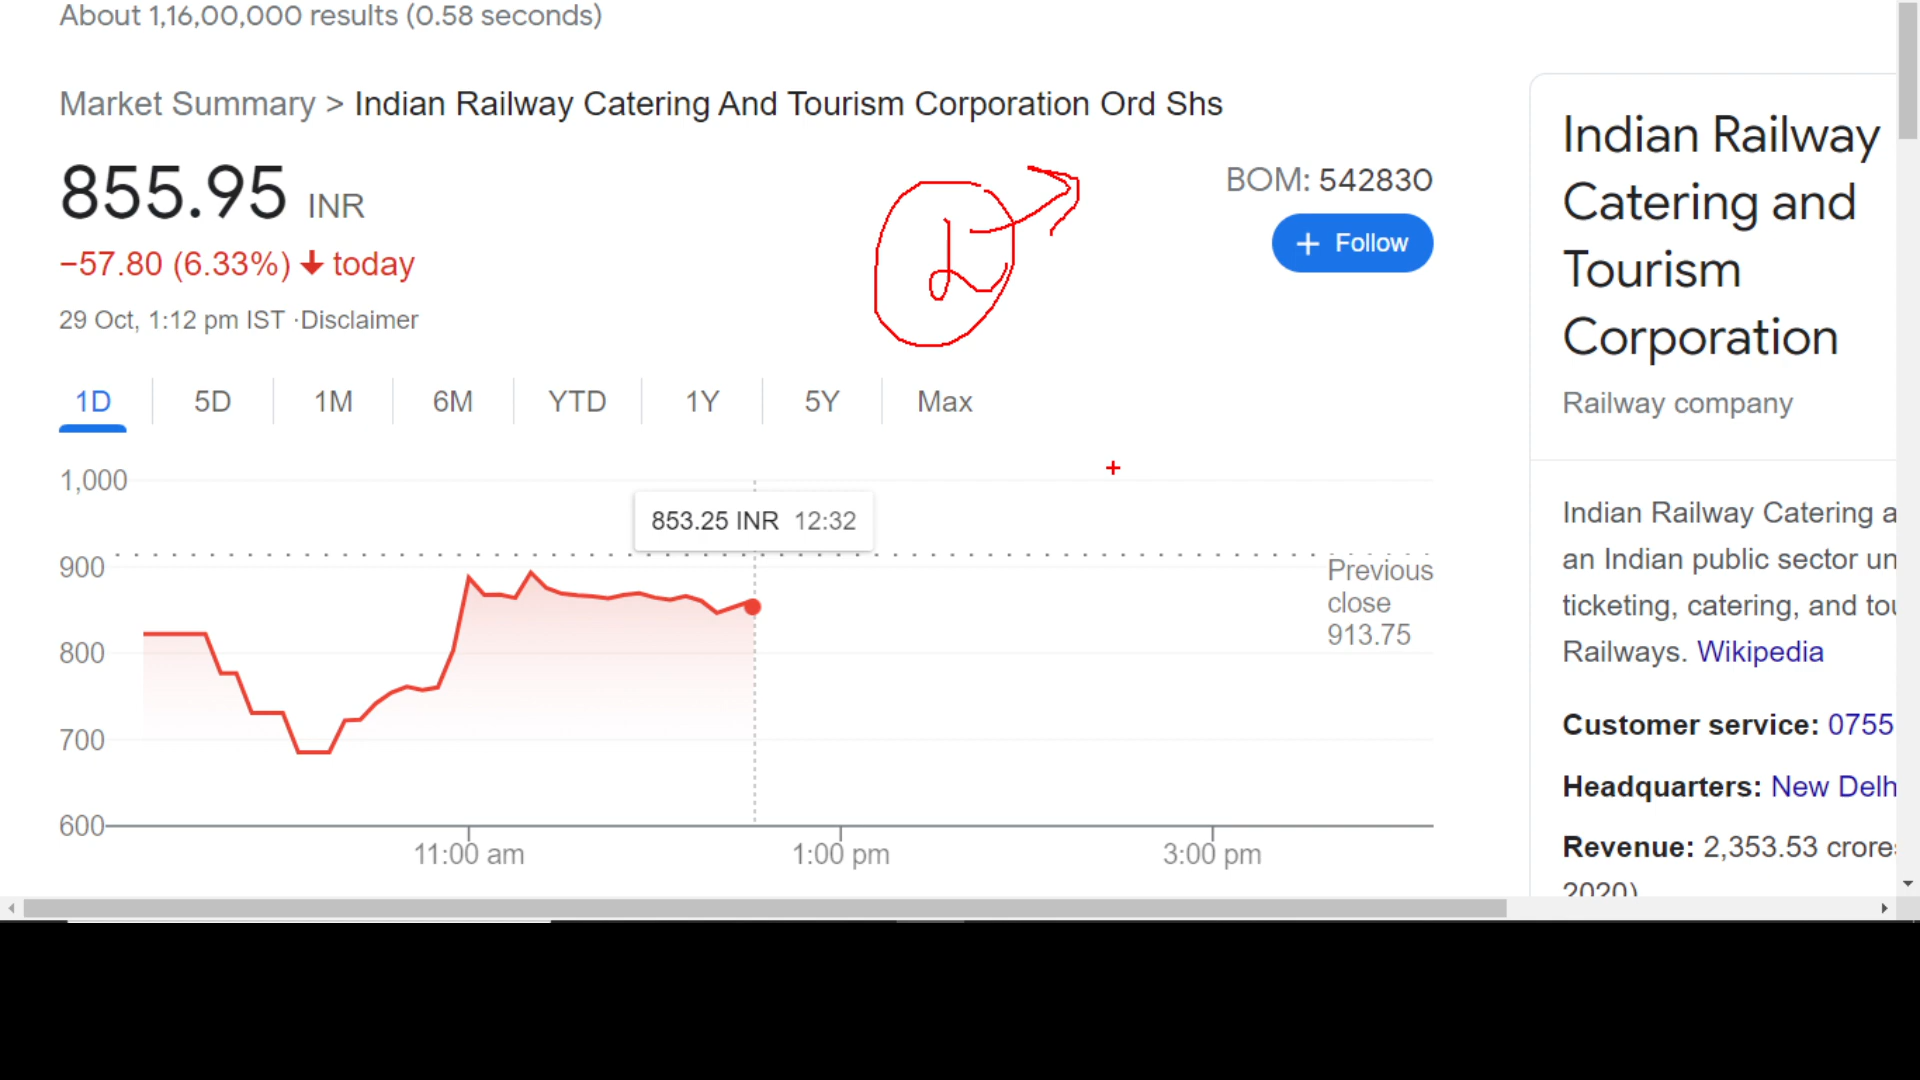 About 1,16,00,000 results (0.58 seconds)
Market Summary > Indian Railway Catering And Tourism Corporation Ord Shs
855.95 INR
−57.80 (6.33%) ↓ today
29 Oct, 1:12 pm IST ·Disclaimer
BOM: 542830
+ Follow
1D 5D 1M 6M YTD 1Y 5Y Max
1,000
900
800
700
600
853.25 INR 12:32
Previous
close
913.75
11:00 am 1:00 pm 3:00 pm
Indian Railway
Catering and
Tourism
Corporation
Railway company
Indian Railway Catering a
an Indian public sector un
ticketing, catering, and tou
Railways. Wikipedia
Customer service: 0755
Headquarters: New Delh
Revenue: 2,353.53 crore
2020)